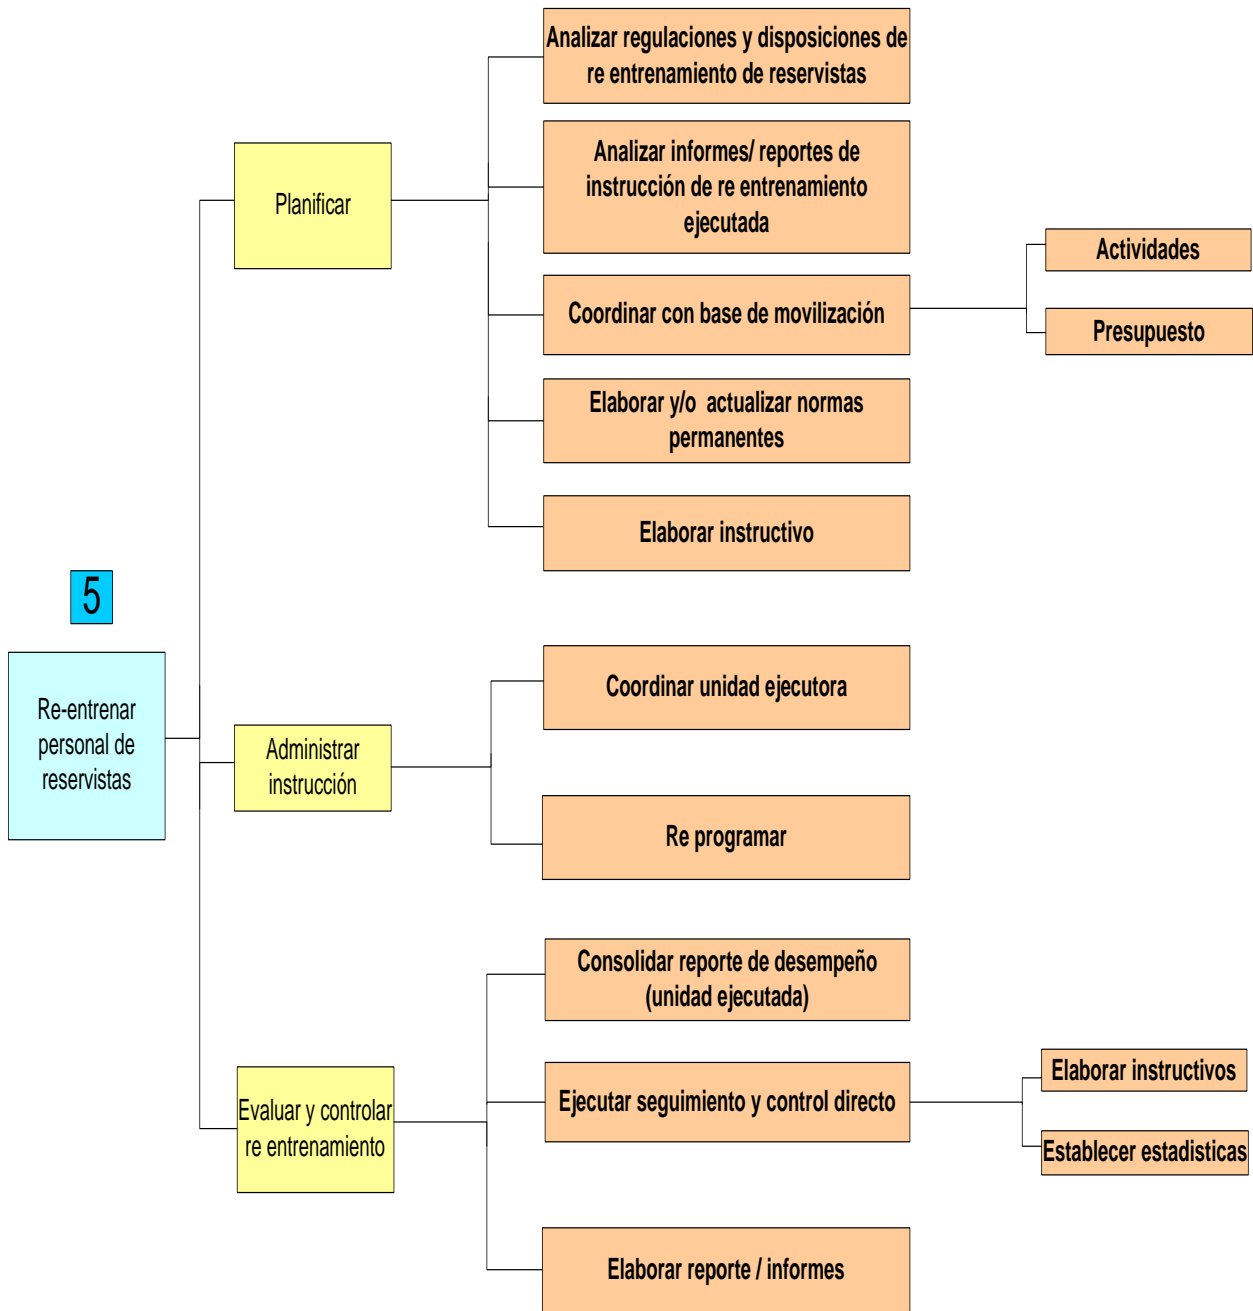 Analizar regulaciones y disposiciones de
re entrenamiento de reservistas
Analizar informes/ reportes de
instrucción de re entrenamiento
ejecutada
Planificar
Coordinar con base de movilización
Actividades
Presupuesto
Elaborar y/o actualizar normas
permanentes
Elaborar instructivo
5
Re-entrenar
personal de
reservistas
Administrar
instrucción
Coordinar unidad ejecutora
Re programar
Evaluar y controlar
re entrenamiento
Consolidar reporte de desempeño
(unidad ejecutada)
Ejecutar seguimiento y control directo
Elaborar instructivos
Establecer estadisticas
Elaborar reporte / informes